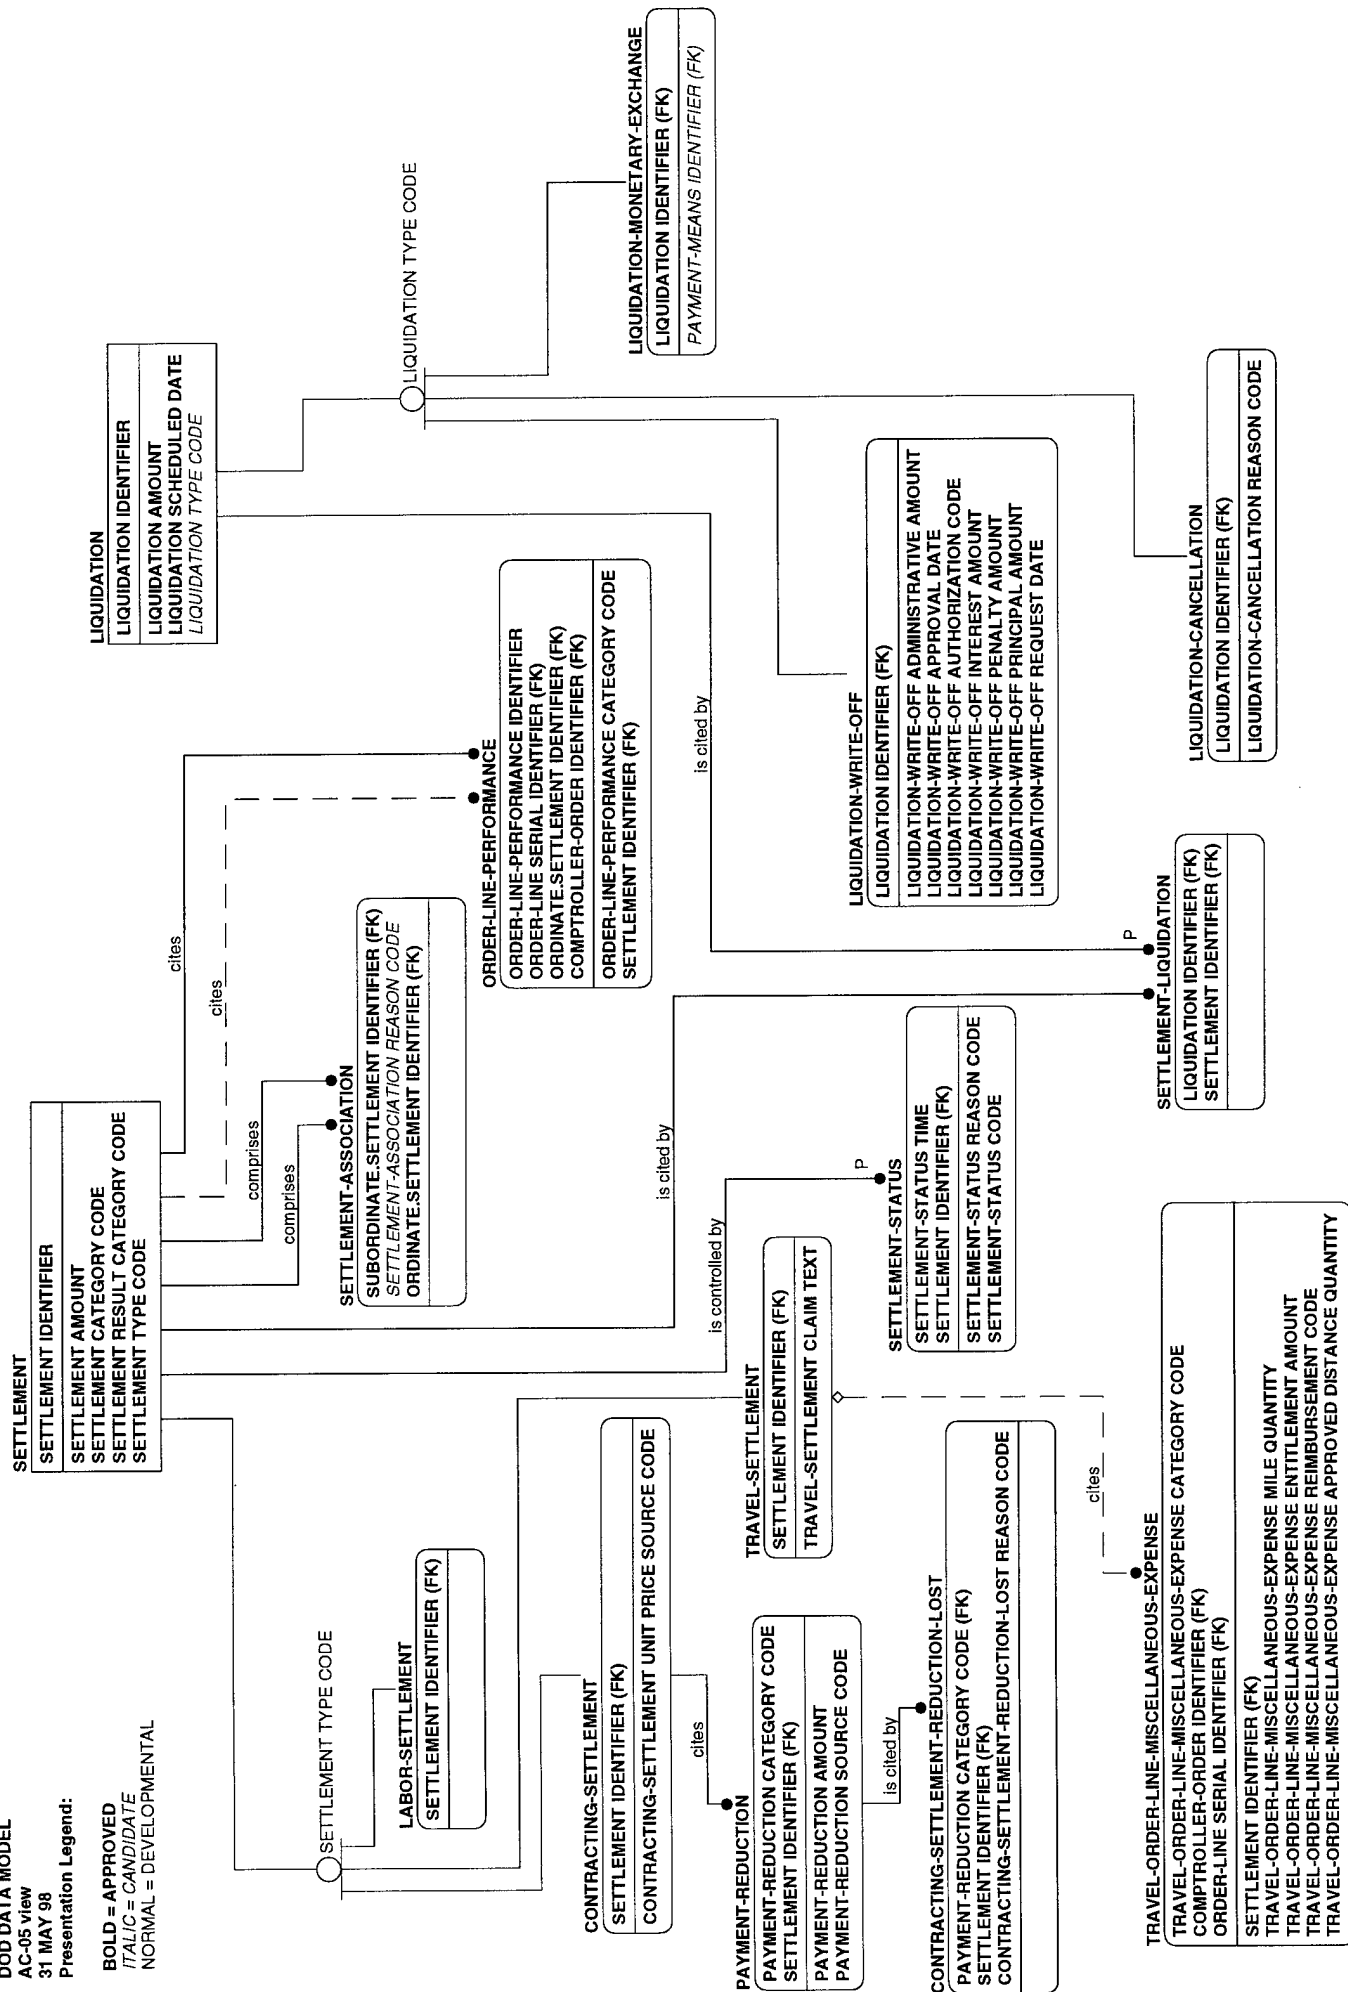 DOD DATA MODEL
AC-05 view
31 MAY 98
Presentation Legend:
BOLD = APPROVED
ITALIC = CANDIDATE
NORMAL = DEVELOPMENTAL
SETTLEMENT
SETTLEMENT IDENTIFIER
SETTLEMENT AMOUNT
SETTLEMENT CATEGORY CODE
SETTLEMENT RESULT CATEGORY CODE
SETTLEMENT TYPE CODE
LIQUIDATION
LIQUIDATION IDENTIFIER
LIQUIDATION AMOUNT
LIQUIDATION SCHEDULED DATE
LIQUIDATION TYPE CODE
cites
cites
comprises
comprises
SETTLEMENT TYPE CODE
LIQUIDATION TYPE CODE
SETTLEMENT-ASSOCIATION
SUBORDINATE.SETTLEMENT IDENTIFIER (FK)
SETTLEMENT-ASSOCIATION REASON CODE
ORDINATE.SETTLEMENT IDENTIFIER (FK)
LABOR-SETTLEMENT
SETTLEMENT IDENTIFIER (FK)
ORDER-LINE-PERFORMANCE
ORDER-LINE-PERFORMANCE IDENTIFIER
ORDER-LINE SERIAL IDENTIFIER (FK)
ORDINATE.SETTLEMENT IDENTIFIER (FK)
COMPTROLLER-ORDER IDENTIFIER (FK)
ORDER-LINE-PERFORMANCE CATEGORY CODE
SETTLEMENT IDENTIFIER (FK)
CONTRACTING-SETTLEMENT
SETTLEMENT IDENTIFIER (FK)
CONTRACTING-SETTLEMENT UNIT PRICE SOURCE CODE
LIQUIDATION-MONETARY-EXCHANGE
LIQUIDATION IDENTIFIER (FK)
PAYMENT-MEANS IDENTIFIER (FK)
cites
is controlled by
is cited by
is cited by
PAYMENT-REDUCTION
PAYMENT-REDUCTION CATEGORY CODE
SETTLEMENT IDENTIFIER (FK)
PAYMENT-REDUCTION AMOUNT
PAYMENT-REDUCTION SOURCE CODE
TRAVEL-SETTLEMENT
SETTLEMENT IDENTIFIER (FK)
TRAVEL-SETTLEMENT CLAIM TEXT
P
SETTLEMENT-STATUS
SETTLEMENT-STATUS TIME
SETTLEMENT IDENTIFIER (FK)
SETTLEMENT-STATUS REASON CODE
SETTLEMENT-STATUS CODE
LIQUIDATION-WRITE-OFF
LIQUIDATION IDENTIFIER (FK)
LIQUIDATION-WRITE-OFF ADMINISTRATIVE AMOUNT
LIQUIDATION-WRITE-OFF APPROVAL DATE
LIQUIDATION-WRITE-OFF AUTHORIZATION CODE
LIQUIDATION-WRITE-OFF INTEREST AMOUNT
LIQUIDATION-WRITE-OFF PENALTY AMOUNT
LIQUIDATION-WRITE-OFF PRINCIPAL AMOUNT
LIQUIDATION-WRITE-OFF REQUEST DATE
is cited by
CONTRACTING-SETTLEMENT-REDUCTION-LOST
PAYMENT-REDUCTION CATEGORY CODE (FK)
SETTLEMENT IDENTIFIER (FK)
CONTRACTING-SETTLEMENT-REDUCTION-LOST REASON CODE
cites
P
SETTLEMENT-LIQUIDATION
LIQUIDATION IDENTIFIER (FK)
SETTLEMENT IDENTIFIER (FK)
LIQUIDATION-CANCELLATION
LIQUIDATION IDENTIFIER (FK)
LIQUIDATION-CANCELLATION REASON CODE
TRAVEL-ORDER-LINE-MISCELLANEOUS-EXPENSE
TRAVEL-ORDER-LINE-MISCELLANEOUS-EXPENSE CATEGORY CODE
COMPTROLLER-ORDER IDENTIFIER (FK)
ORDER-LINE SERIAL IDENTIFIER (FK)
SETTLEMENT IDENTIFIER (FK)
TRAVEL-ORDER-LINE-MISCELLANEOUS-EXPENSE MILE QUANTITY
TRAVEL-ORDER-LINE-MISCELLANEOUS-EXPENSE ENTITLEMENT AMOUNT
TRAVEL-ORDER-LINE-MISCELLANEOUS-EXPENSE REIMBURSEMENT CODE
TRAVEL-ORDER-LINE-MISCELLANEOUS-EXPENSE APPROVED DISTANCE QUANTITY